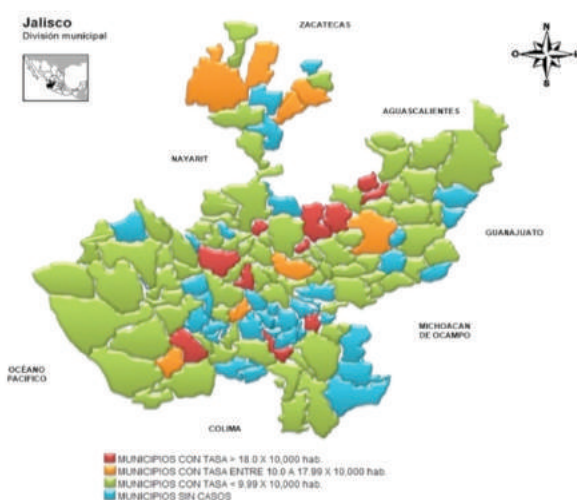 Jalisco
División municipal
ZACATECAS
N
O
S
AGUASCALIENTES
NAYARIT
GUANAJUATO
MICHOACAN
DE OCAMPO
OCÉANO
PACIFICO
COLIMA
MUNICIPIOS CON TASA > 18.0 X 10,000 hab.
MUNICIPIOS CON TASA ENTRE 10.0 A 17.99 X 10,000 hab.
MUNICIPIOS CON TASA < 9.99 X 10,000 hab.
MUNICIPIOS SIN CASOS